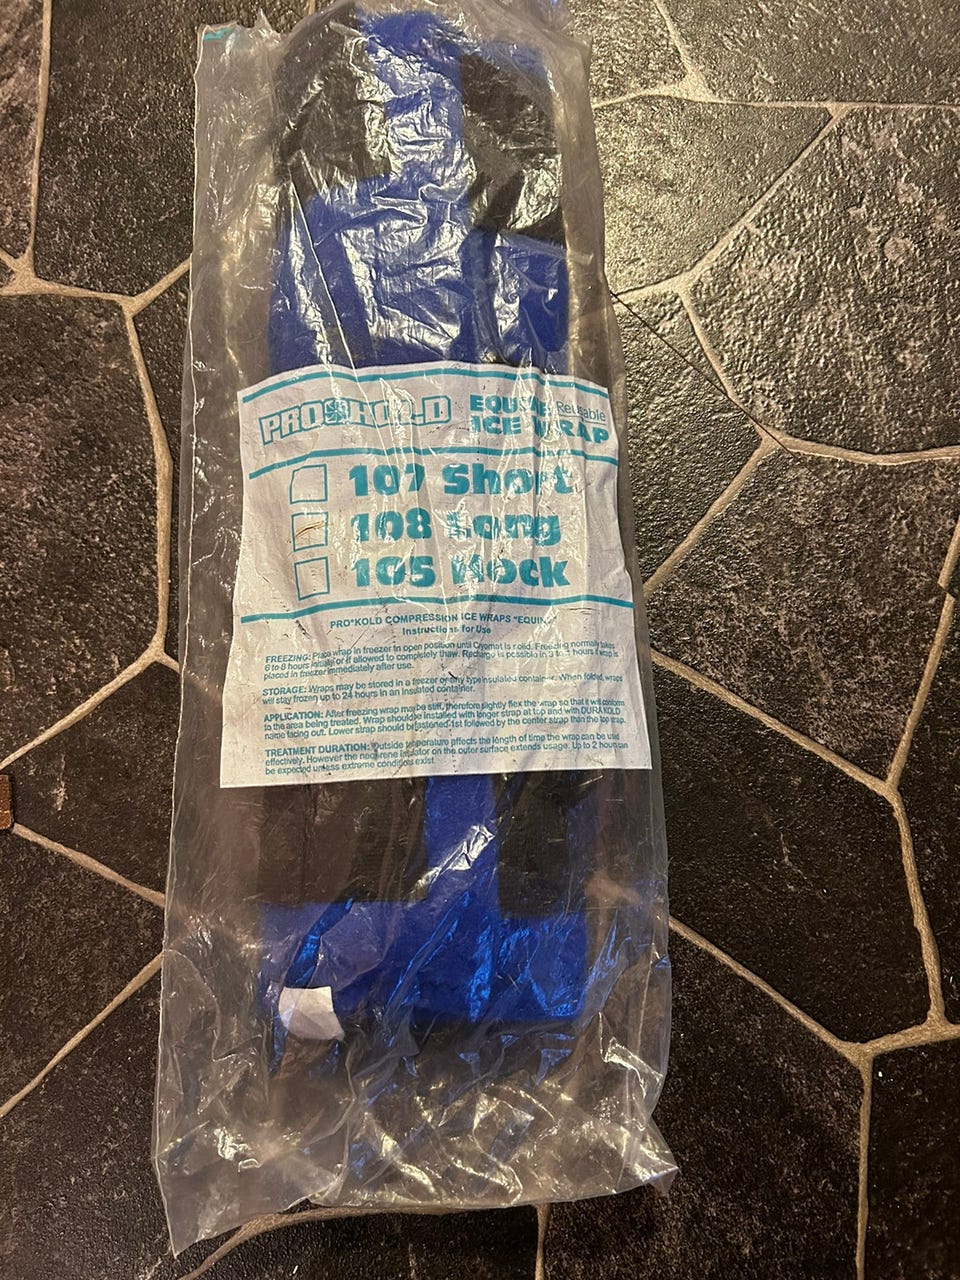 PRO*KOLD EQUINE Reusable
ICE WRAP
107 Short
108 Long
105 Hock
PRO*KOLD COMPRESSION ICE WRAPS "EQUINE"
Instructions for Use
FREEZING: Place wrap in freezer in open position until Cryomat is solid. Freezing normally takes
6 to 8 hours initially or if allowed to completely thaw. Recharge is possible in 3 to hours if wrap is
placed in freezer immediately after use.
STORAGE: Wraps may be stored in a freezer or any type insulated container. When folded, wraps
will stay frozen up to 24 hours in an insulated container.
APPLICATION: After freezing wrap may be stiff, therefore slightly flex the wrap so that it will conform
to the area being treated. Wrap should be installed with longer strap at top and with DURA*KOLD
name facing out. Lower strap should be fastened 1st followed by the center strap than the top strap.
TREATMENT DURATION: Outside temperature affects the length of time the wrap can be used
effectively. However the neoprene insulator on the outer surface extends usage. Up to 2 hours can
be expected unless extreme conditions exist.